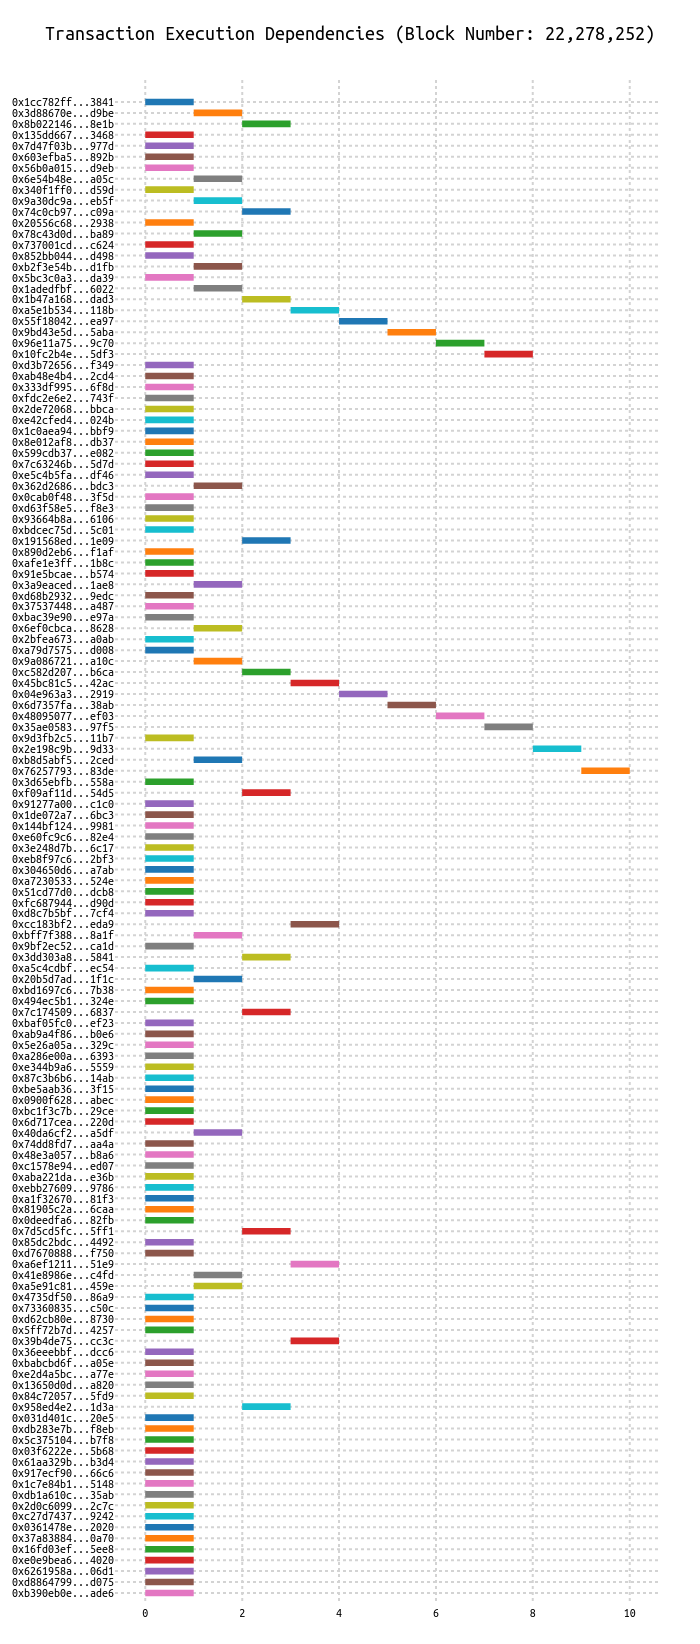 Transaction Execution Dependencies (Block Number: 22,278,252)
0x1cc782ff...3841
0x3d88670e...d9be
0x8b022146...8e1b
0x135dd667...3468
0x7d47f03b...977d
0x603efba5...892b
0x56b0a015...d9eb
0x6e54b48e...a05c
0x340f1ff0...d59d
0x9a30dc9a...eb5f
0x74c0cb97...c09a
0x20556c68...2938
0x78c43d0d...ba89
0x737001cd...c624
0x852bb044...d498
0xb2f3e54b...d1fb
0x5bc3c0a3...da39
0x1adedfbf...6022
0x1b47a168...dad3
0xa5e1b534...118b
0x55f18042...ea97
0x9bd43e5d...5aba
0x96e11a75...9c70
0x10fc2b4e...5df3
0xd3b72656...f349
0xab48e4b4...2cd4
0x333df995...6f8d
0xfdc2e6e2...743f
0x2de72068...bbca
0xe42cfed4...024b
0x1c0aea94...bbf9
0x8e012af8...db37
0x599cdb37...e082
0x7c63246b...5d7d
0xe5c4b5fa...df46
0x362d2686...bdc3
0x0cab0f48...3f5d
0xd63f58e5...f8e3
0x93664b8a...6106
0xbdcec75d...5c01
0x191568ed...1e09
0x890d2eb6...f1af
0xafe1e3ff...1b8c
0x91e5bcae...b574
0x3a9eaced...1ae8
0xd68b2932...9edc
0x37537448...a487
0xbac39e90...e97a
0x6ef0cbca...8628
0x2bfea673...a0ab
0xa79d7575...d008
0x9a086721...a10c
0xc582d207...b6ca
0x45bc81c5...42ac
0x04e963a3...2919
0x6d7357fa...38ab
0x48095077...ef03
0x35ae0583...97f5
0x9d3fb2c5...11b7
0x2e198c9b...9d33
0xb8d5abf5...2ced
0x76257793...83de
0x3d65ebfb...558a
0xf09af11d...54d5
0x91277a00...c1c0
0x1de072a7...6bc3
0x144bf124...9981
0xe60fc9c6...82e4
0x3e248d7b...6c17
0xeb8f97c6...2bf3
0x304650d6...a7ab
0xa7230533...524e
0x51cd77d0...dcb8
0xfc687944...d90d
0xd8c7b5bf...7cf4
0xcc183bf2...eda9
0xbff7f388...8a1f
0x9bf2ec52...ca1d
0x3dd303a8...5841
0xa5c4cdbf...ec54
0x20b5d7ad...1f1c
0xbd1697c6...7b38
0x494ec5b1...324e
0x7c174509...6837
0xbaf05fc0...ef23
0xab9a4f86...b0e6
0x5e26a05a...329c
0xa286e00a...6393
0xe344b9a6...5559
0x87c3b6b6...14ab
0xbe5aab36...3f15
0x0900f628...abec
0xbc1f3c7b...29ce
0x6d717cea...220d
0x40da6cf2...a5df
0x74dd8fd7...aa4a
0x48e3a057...b8a6
0xc1578e94...ed07
0xaba221da...e36b
0xebb27609...9786
0xa1f32670...81f3
0x81905c2a...6caa
0x0deedfa6...82fb
0x7d5cd5fc...5ff1
0x85dc2bdc...4492
0xd7670888...f750
0xa6ef1211...51e9
0x41e8986e...c4fd
0xa5e91c81...459e
0x4735df50...86a9
0x73360835...c50c
0xd62cb80e...8730
0x5ff72b7d...4257
0x39b4de75...cc3c
0x36eeebbf...dcc6
0xbabcbd6f...a05e
0xe2d4a5bc...a77e
0x13650d0d...a820
0x84c72057...5fd9
0x958ed4e2...1d3a
0x031d401c...20e5
0xdb283e7b...f8eb
0x5c375104...b7f8
0x03f6222e...5b68
0x61aa329b...b3d4
0x917ecf90...66c6
0x1c7e84b1...5148
0xdb1a610c...35ab
0x2d0c6099...2c7c
0xc27d7437...9242
0x0361478e...2020
0x37a83884...0a70
0x16fd03ef...5ee8
0xe0e9bea6...4020
0x6261958a...06d1
0xd8864799...d075
0xb390eb0e...ade6
0 2 4 6 8 10